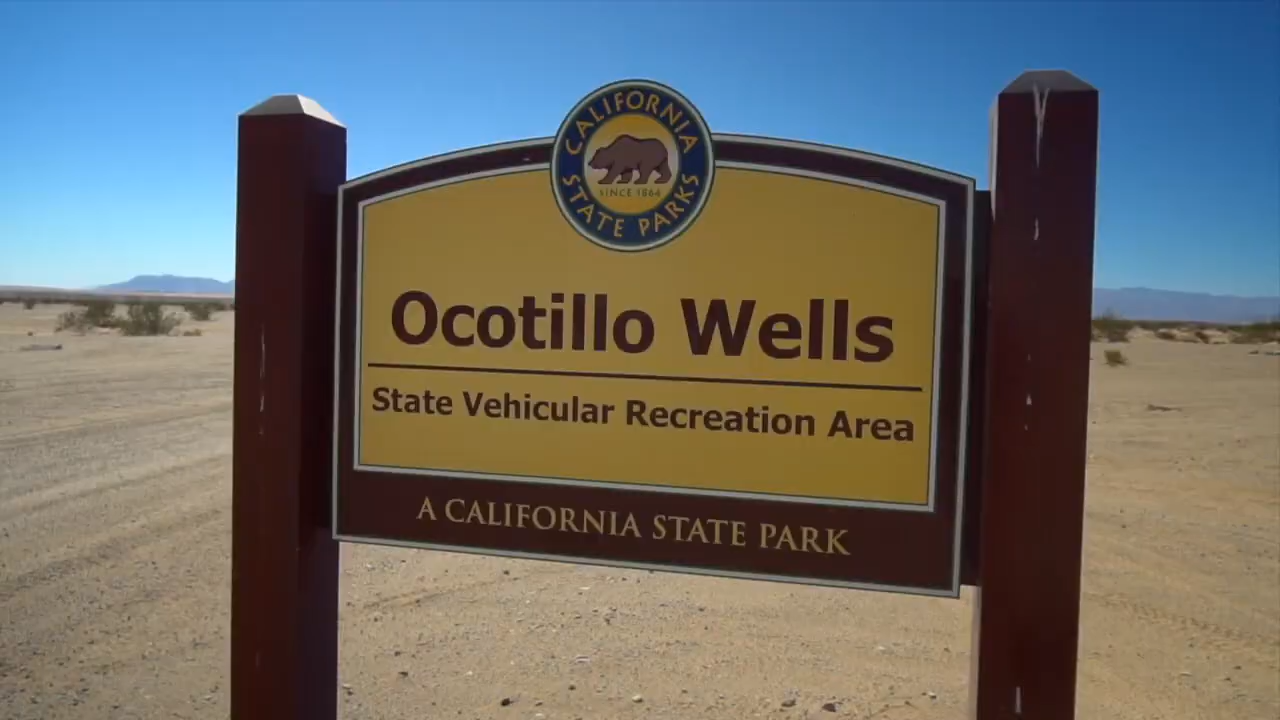 CALIFORNIA
SINCE 1864
STATE PARKS
Ocotillo Wells
State Vehicular Recreation Area
A CALIFORNIA STATE PARK